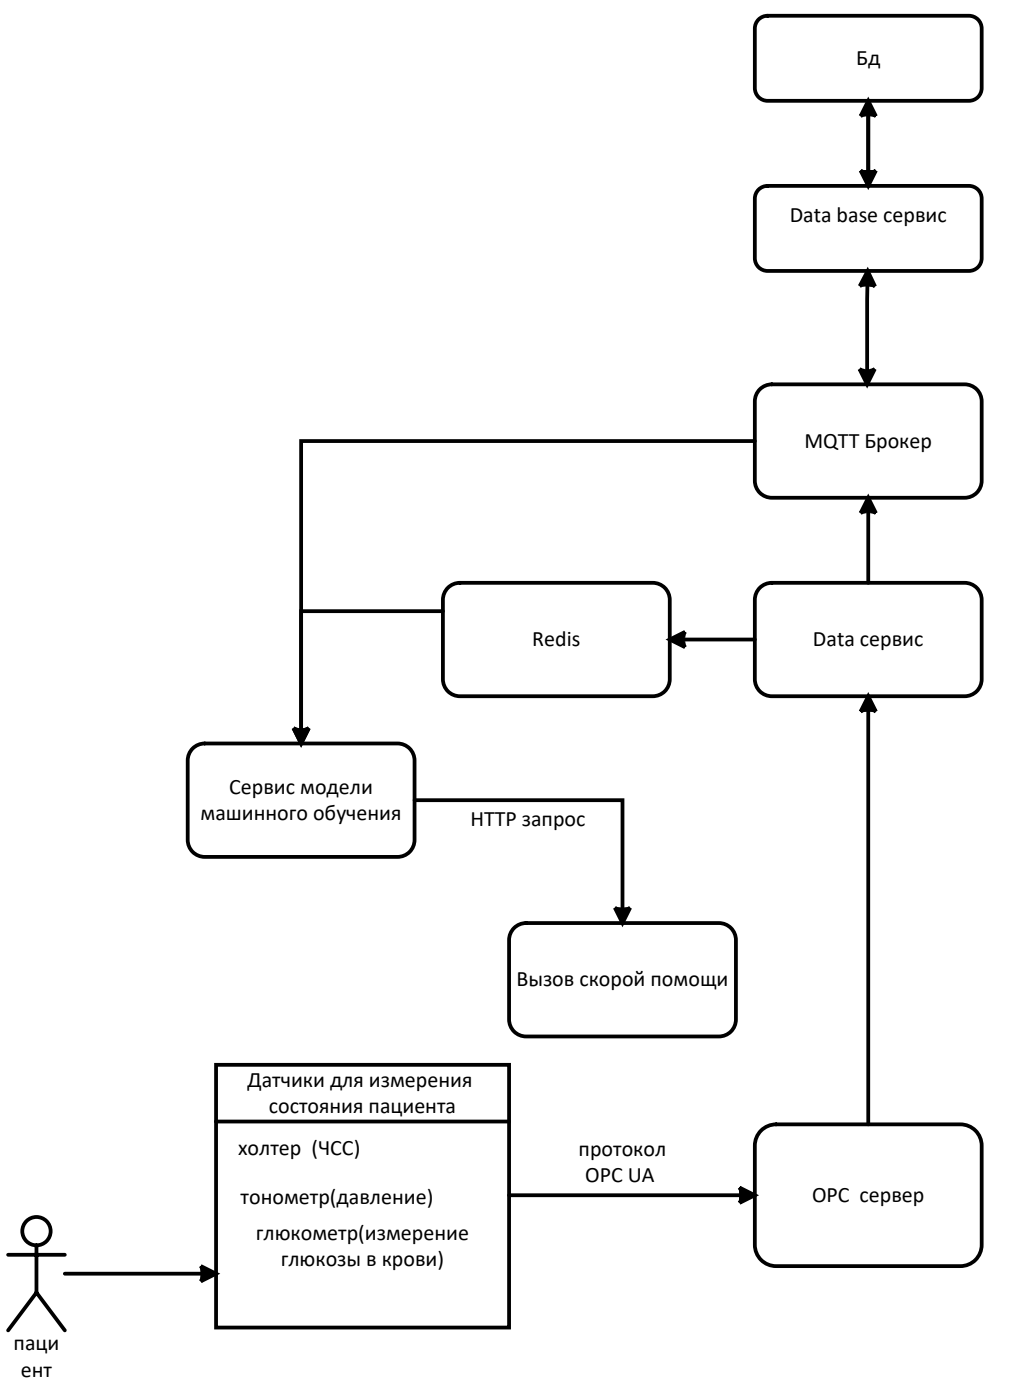 Бд
Data base сервис
MQTT Брокер
Redis
Data сервис
Сервис модели
машинного обучения
HTTP запрос
Вызов скорой помощи
Датчики для измерения
состояния пациента
холтер (ЧСС)
тонометр(давление)
глюкометр(измерение
глюкозы в крови)
протокол
OPC UA
OPC сервер
паци
ент